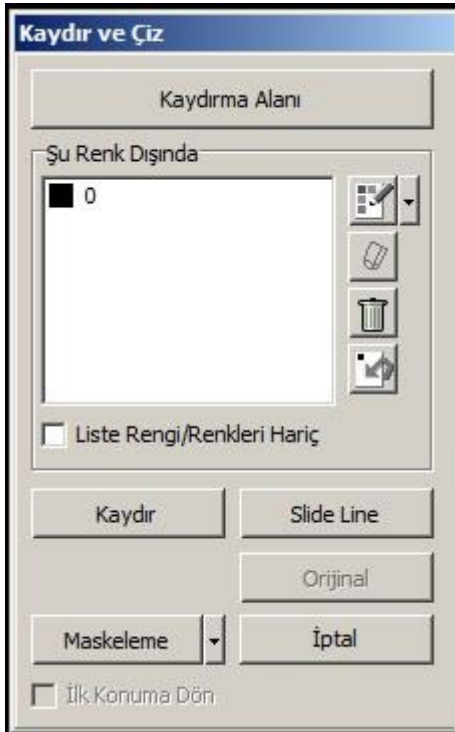 Kaydır ve Çiz
Kaydırma Alanı
Şu Renk Dışında
0
Liste Rengi/Renkleri Hariç
Kaydır
Slide Line
Orijinal
Maskeleme
İptal
İlk Konuma Dön